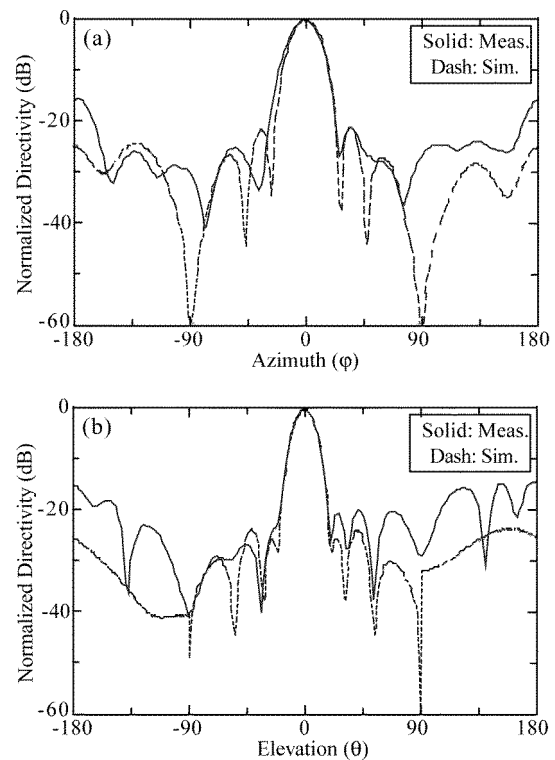 0
(a)
Solid: Meas.
Dash: Sim.
-20
-40
-60
Normalized Directivity (dB)
-180
-90
0
90
180
Azimuth (φ)
0
(b)
Solid: Meas.
Dash: Sim.
-20
-40
-60
Normalized Directivity (dB)
-180
-90
0
90
180
Elevation (θ)